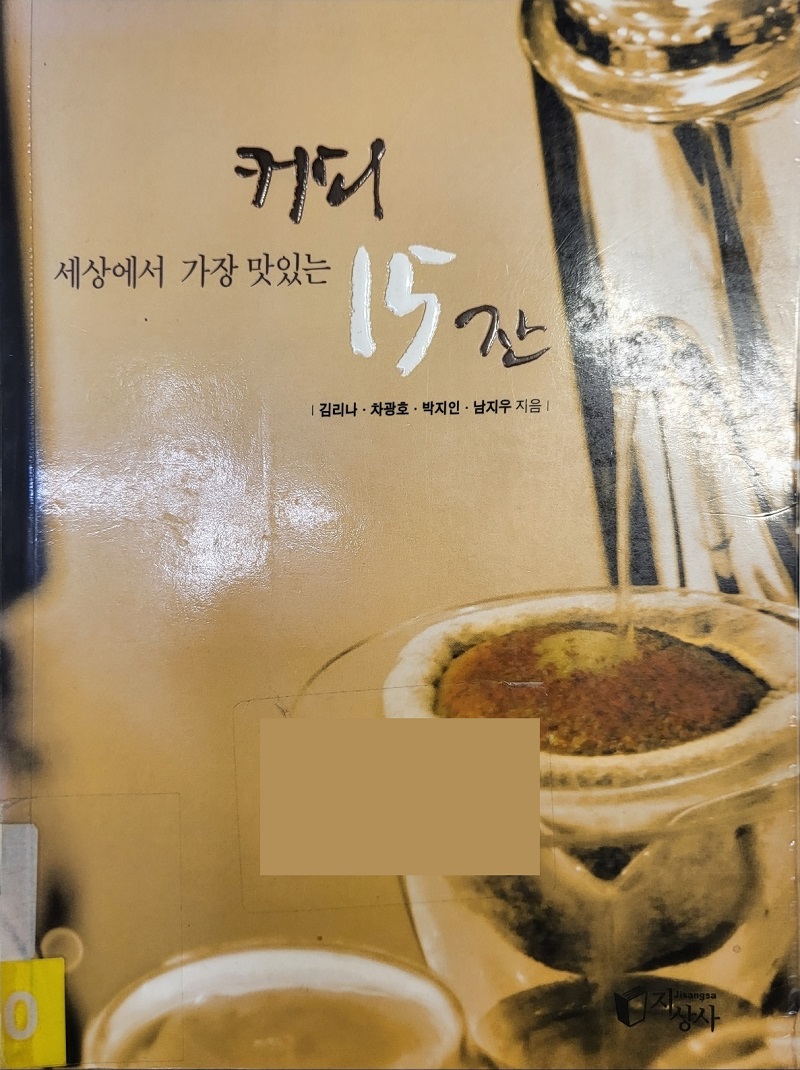 커피
세상에서 가장 맛있는 15잔
| 김리나 · 차광호 · 박지인 · 남지우 지음 |
Jisangsa
지상사
0